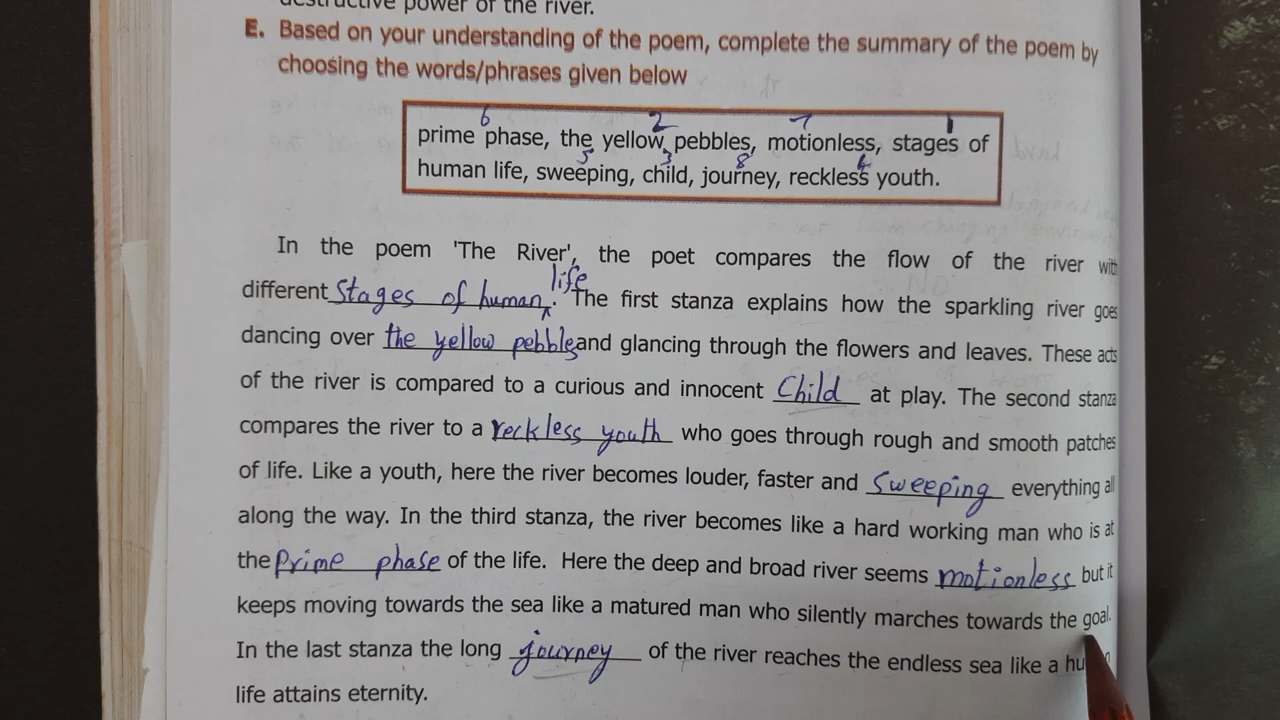 destructive power of the river.
E. Based on your understanding of the poem, complete the summary of the poem by
choosing the words/phrases given below
6 2 7 1
prime phase, the yellow pebbles, motionless, stages of
5 3 8 4
human life, sweeping, child, journey, reckless youth.
In the poem 'The River', the poet compares the flow of the river with
life
different Stages of human. The first stanza explains how the sparkling river goes
dancing over the yellow pebbles and glancing through the flowers and leaves. These acts
of the river is compared to a curious and innocent Child at play. The second stanza
compares the river to a reckless youth who goes through rough and smooth patches
of life. Like a youth, here the river becomes louder, faster and Sweeping everything all
along the way. In the third stanza, the river becomes like a hard working man who is at
the Prime phase of the life. Here the deep and broad river seems motionless but it
keeps moving towards the sea like a matured man who silently marches towards the goal.
In the last stanza the long journey of the river reaches the endless sea like a
life attains eternity.